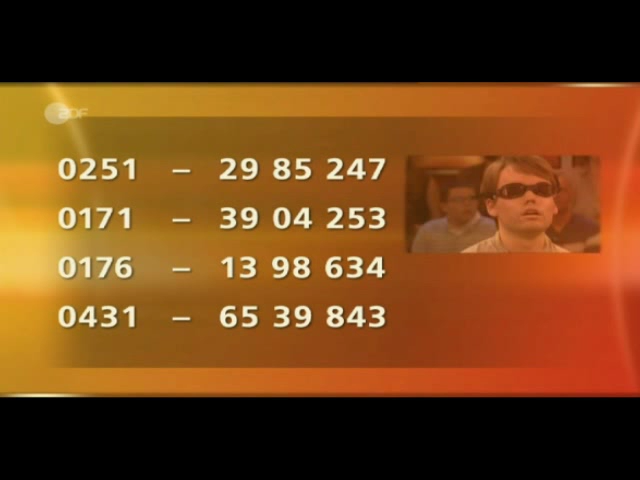 ZDF
0251 – 29 85 247
0171 – 39 04 253
0176 – 13 98 634
0431 – 65 39 843